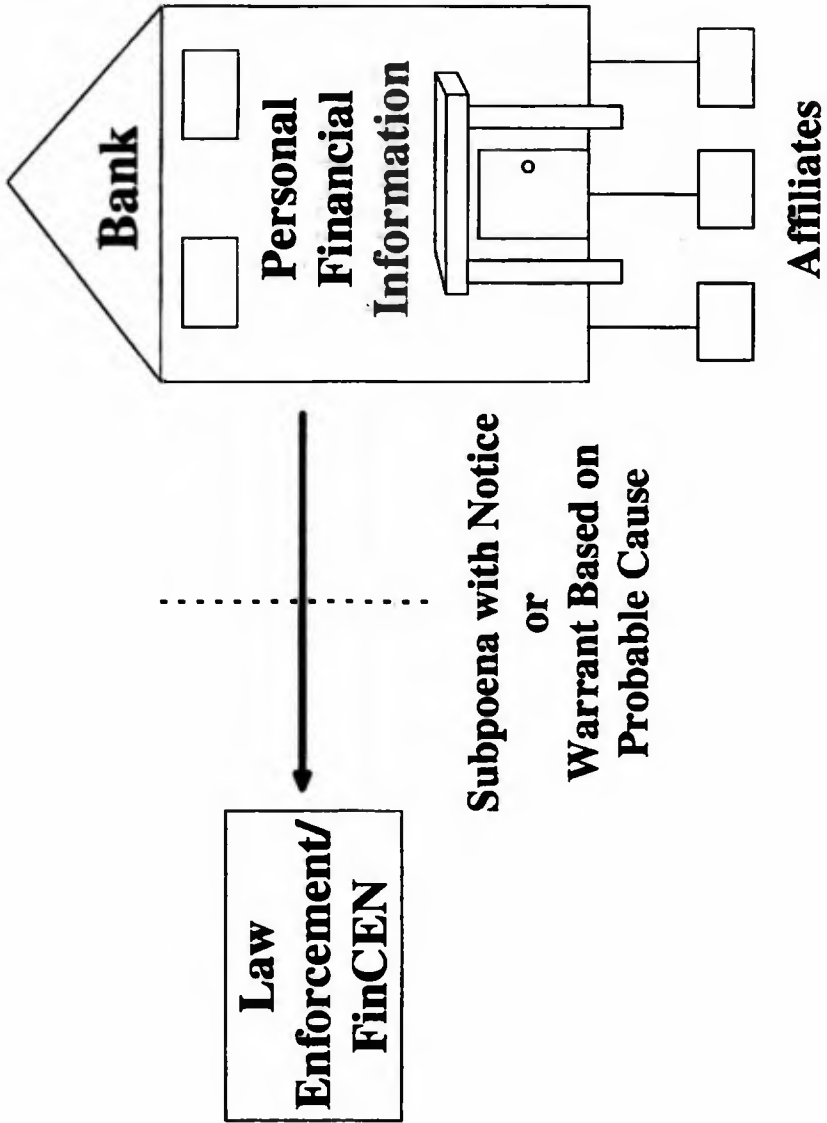 Bank
Personal
Financial
Information
Affiliates
Subpoena with Notice
or
Warrant Based on
Probable Cause
Law
Enforcement/
FinCEN